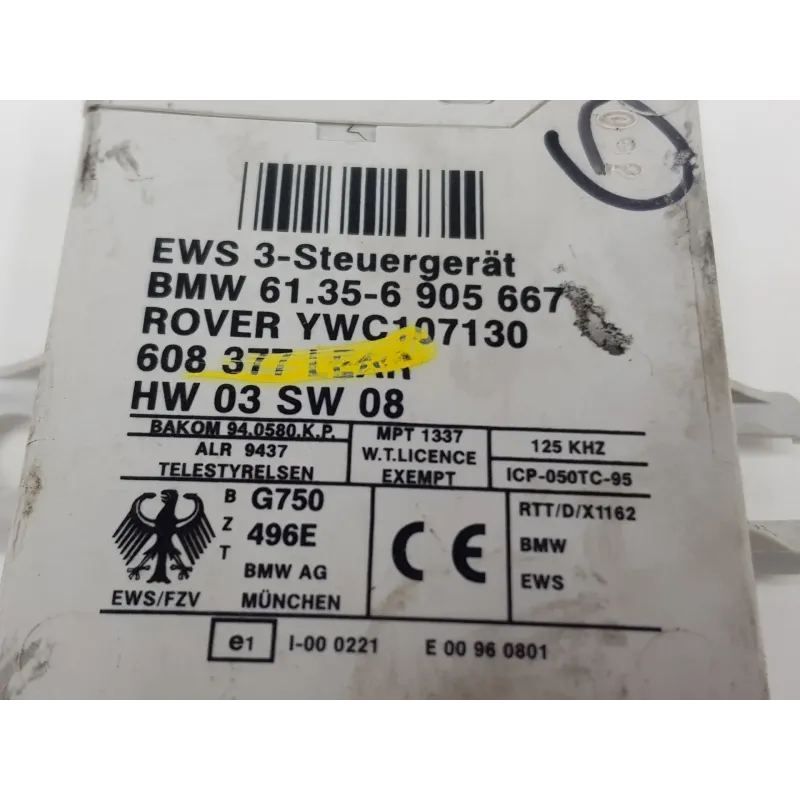 EWS 3-Steuergerät
BMW 61.35-6 905 667
ROVER YWC107130
608 377 LEAR
HW 03 SW 08
BAKOM 94.0580.K.P.
ALR 9437
TELESTYRELSEN
MPT 1337
W.T.LICENCE
EXEMPT
125 KHZ
ICP-050TC-95
BZT
G750
496E
BMW AG
MÜNCHEN
EWS/FZV
CE
RTT/D/X1162
BMW
EWS
e1
I-00 0221
E 00 96 0801